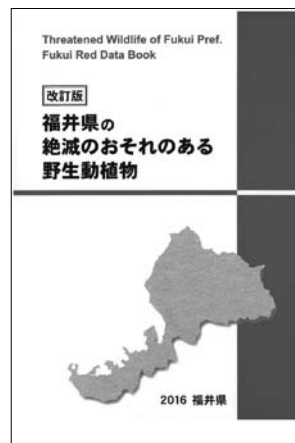 Threatened Wildlife of Fukui Pref.
Fukui Red Data Book
改訂版
福井県の
絶滅のおそれのある
野生動植物
2016 福井県